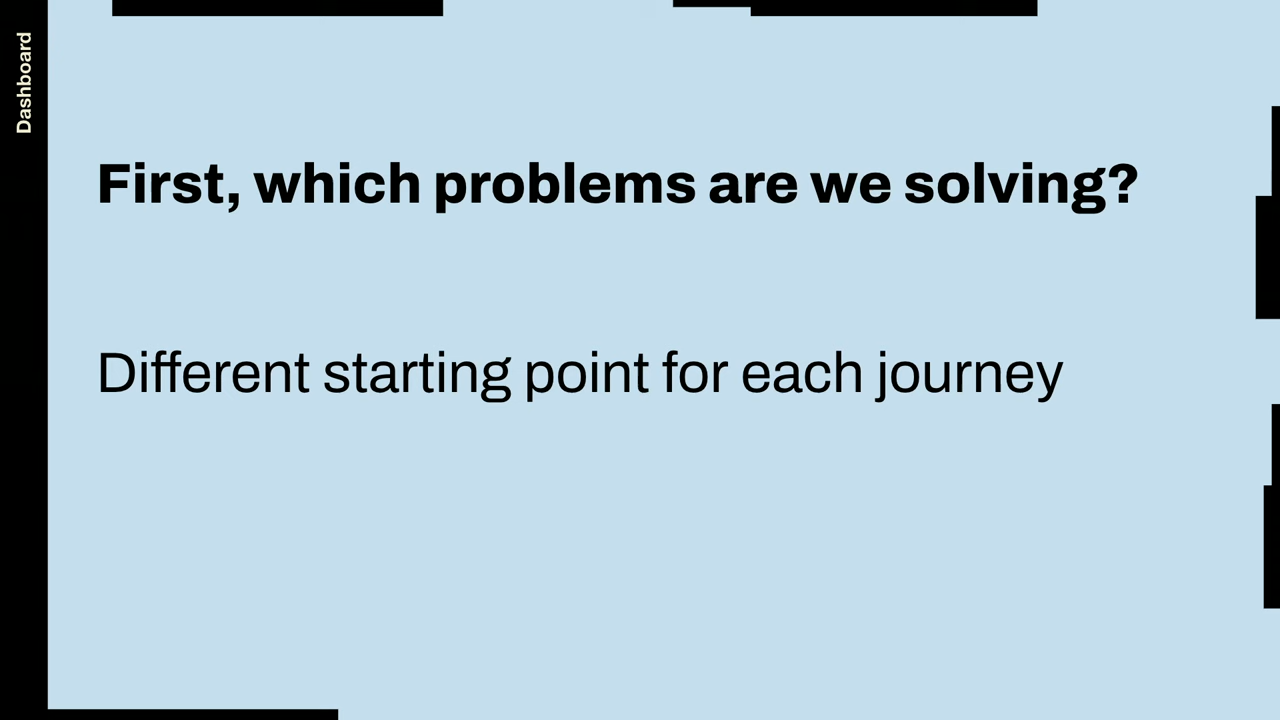 Dashboard
First, which problems are we solving?
Different starting point for each journey